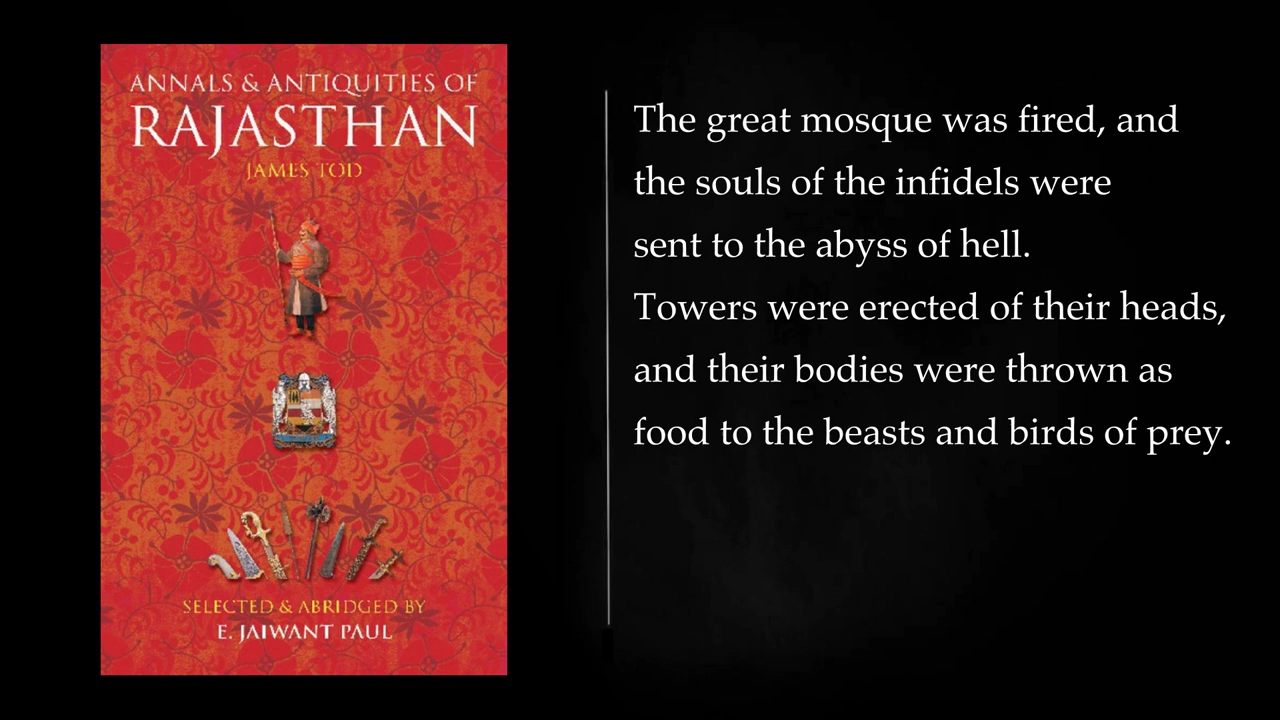 ANNALS & ANTIQUITIES OF
RAJASTHAN
JAMES TOD
SELECTED & ABRIDGED BY
E. JAIWANT PAUL
The great mosque was fired, and
the souls of the infidels were
sent to the abyss of hell.
Towers were erected of their heads,
and their bodies were thrown as
food to the beasts and birds of prey.